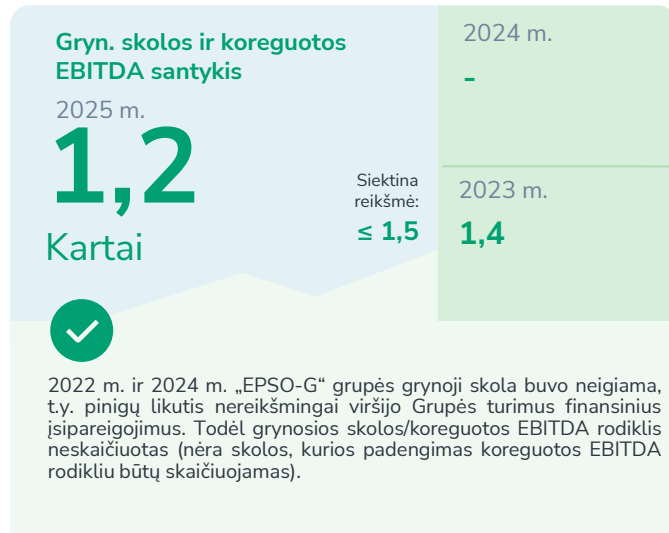 Gryn. skolos ir koreguotos
EBITDA santykis
2025 m.
1,2
Kartai
Siektina
reikšmė:
≤ 1,5
2024 m.
-
2023 m.
1,4
2022 m. ir 2024 m. „EPSO-G“ grupės grynoji skola buvo neigiama,
t.y. pinigų likutis nereikšmingai viršijo Grupės turimus finansinius
įsipareigojimus. Todėl grynosios skolos/koreguotos EBITDA rodiklis
neskaičiuotas (nėra skolos, kurios padengimas koreguotos EBITDA
rodikliu būtų skaičiuojamas).